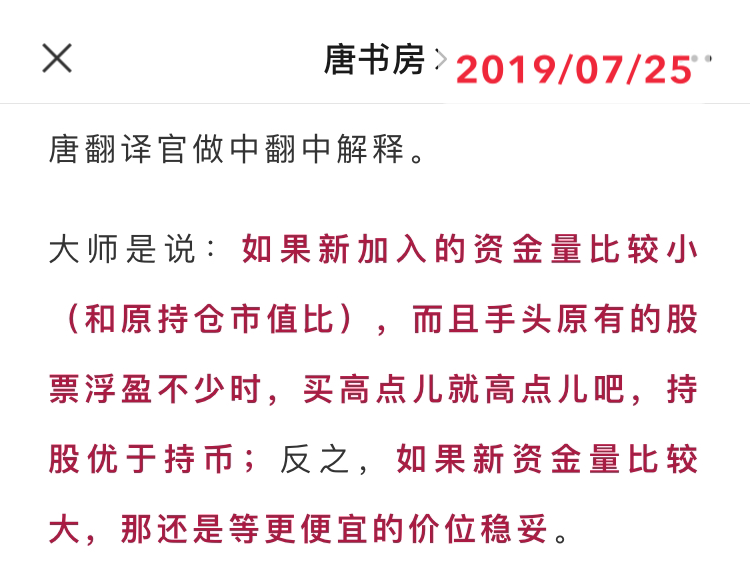 唐书房
2019/07/25
唐翻译官做中翻中解释。
大师是说：如果新加入的资金量比较小
（和原持仓市值比），而且手头原有的股
票浮盈不少时，买高点儿就高点儿吧，持
股优于持币；反之，如果新资金量比较
大，那还是等更便宜的价位稳妥。